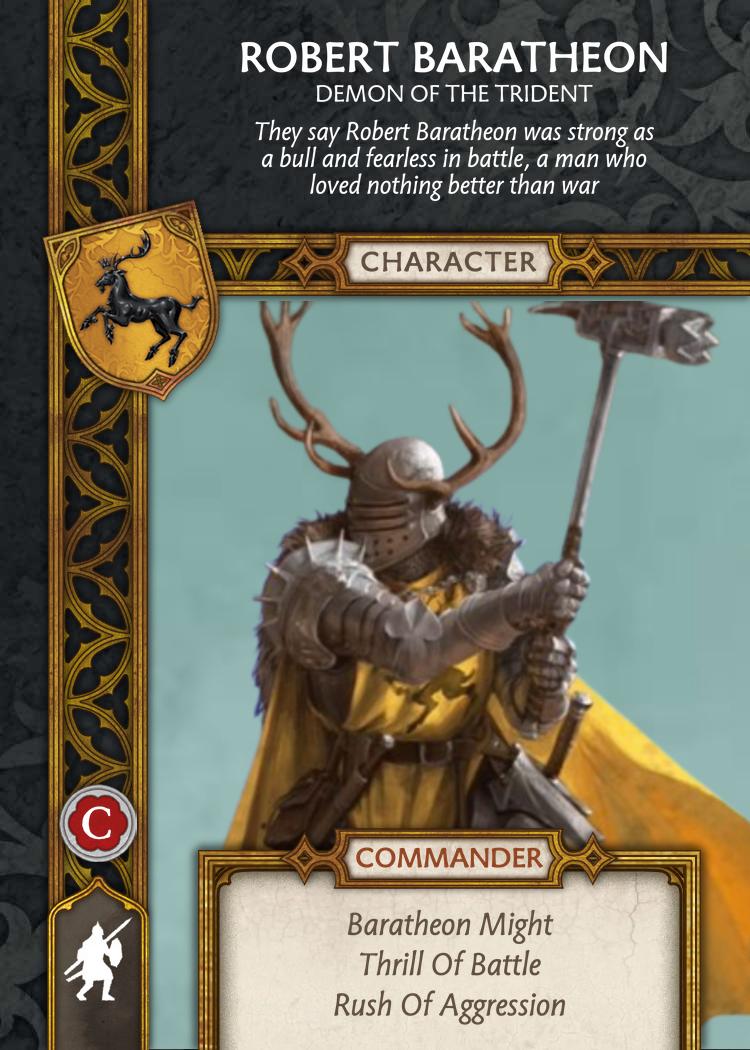 ROBERT BARATHEON
DEMON OF THE TRIDENT
They say Robert Baratheon was strong as
a bull and fearless in battle, a man who
loved nothing better than war
CHARACTER
C
COMMANDER
Baratheon Might
Thrill Of Battle
Rush Of Aggression